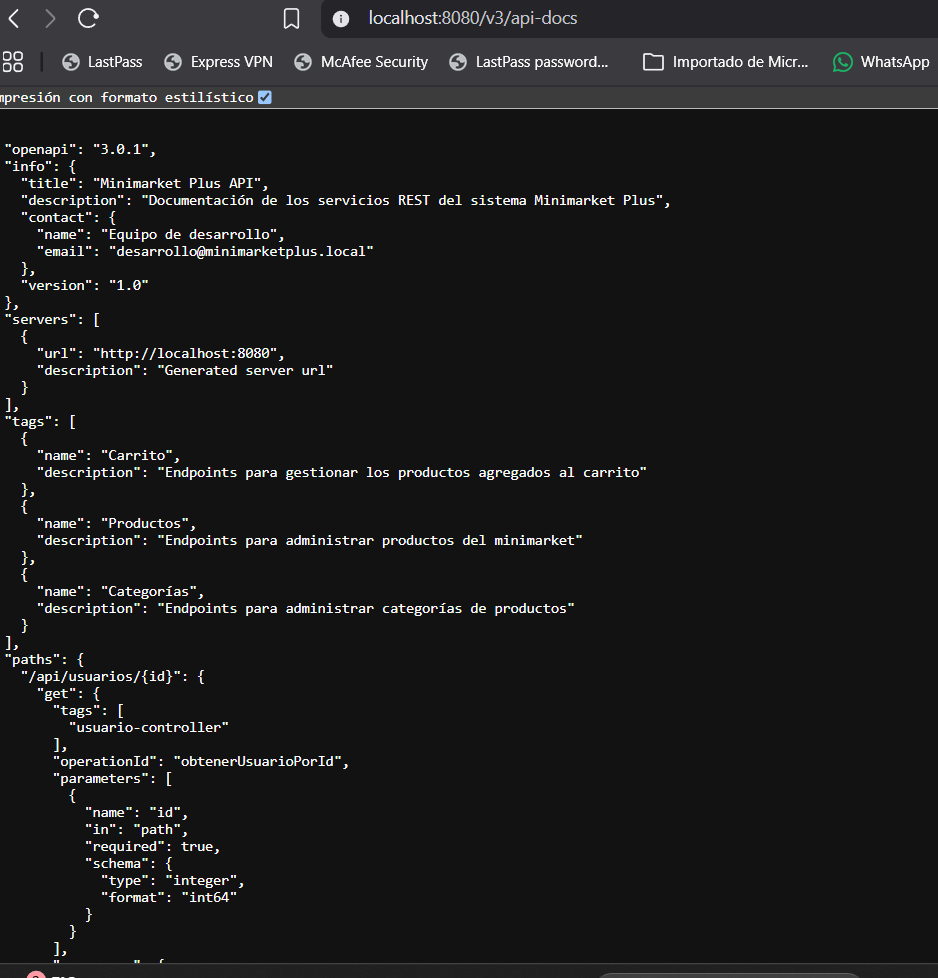 localhost:8080/v3/api-docs
LastPass Express VPN McAfee Security LastPass password... Importado de Micr... WhatsApp
mpresión con formato estilístico
"openapi": "3.0.1",
"info": {
"title": "Minimarket Plus API",
"description": "Documentación de los servicios REST del sistema Minimarket Plus",
"contact": {
"name": "Equipo de desarrollo",
"email": "desarrollo@minimarketplus.local"
},
"version": "1.0"
},
"servers": [
{
"url": "http://localhost:8080",
"description": "Generated server url"
}
],
"tags": [
{
"name": "Carrito",
"description": "Endpoints para gestionar los productos agregados al carrito"
},
{
"name": "Productos",
"description": "Endpoints para administrar productos del minimarket"
},
{
"name": "Categorías",
"description": "Endpoints para administrar categorías de productos"
}
],
"paths": {
"/api/usuarios/{id}": {
"get": {
"tags": [
"usuario-controller"
],
"operationId": "obtenerUsuarioPorId",
"parameters": [
{
"name": "id",
"in": "path",
"required": true,
"schema": {
"type": "integer",
"format": "int64"
}
}
],